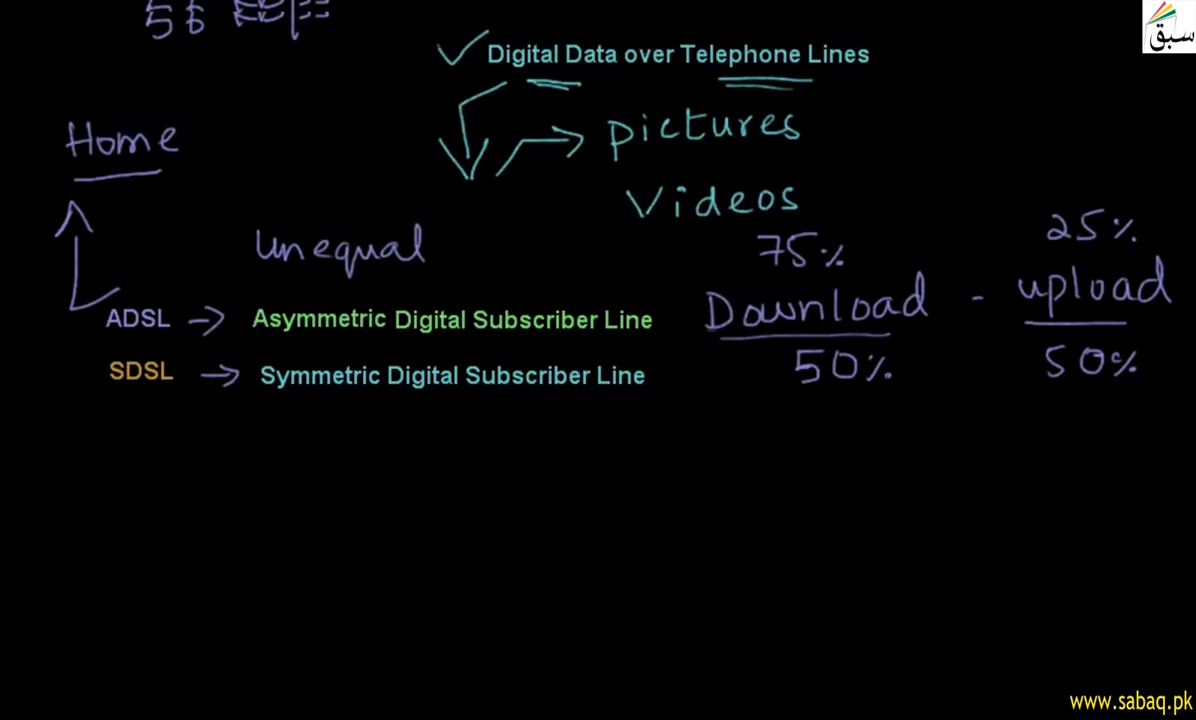 56
سبق
Digital Data over Telephone Lines
Home
pictures
Videos
unequal
75%
25%
Download - upload
ADSL → Asymmetric Digital Subscriber Line
50%
50%
SDSL → Symmetric Digital Subscriber Line
www.sabaq.pk